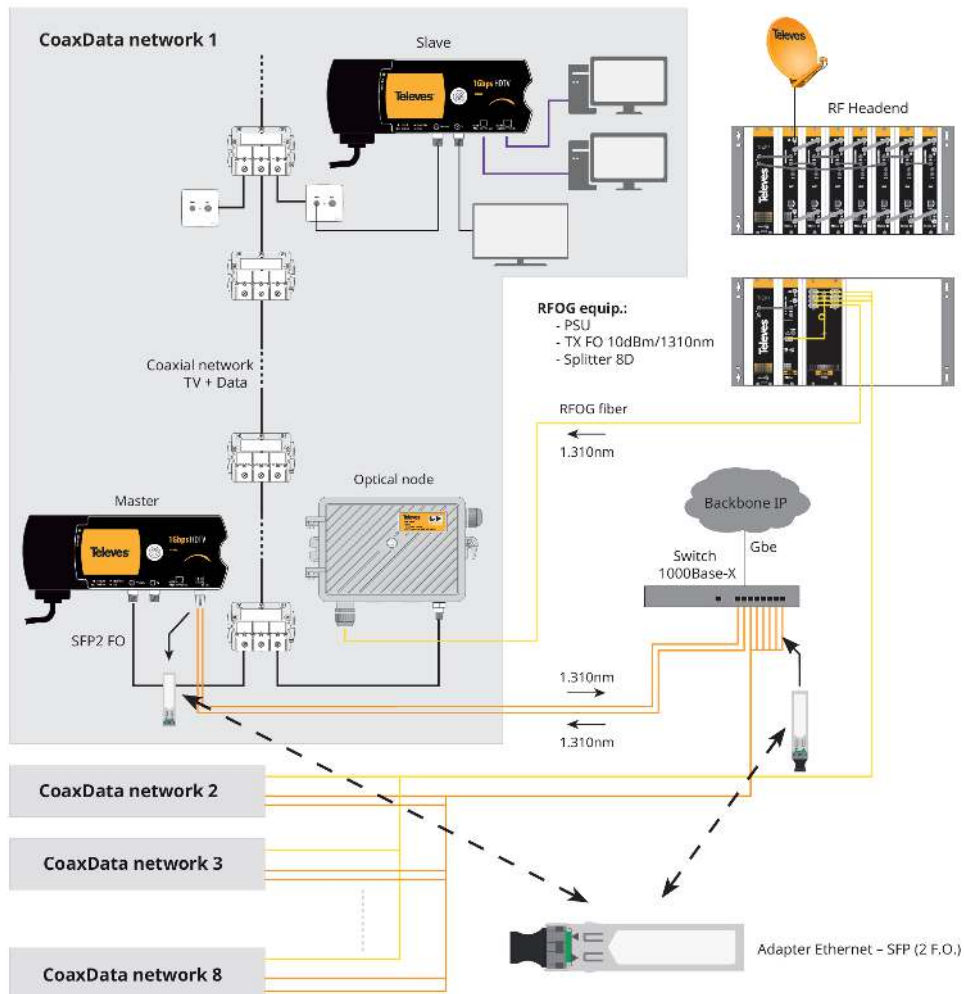 CoaxData network 1
Slave
Televes
1Gbps HDTV
Televes
RF Headend
Televes
RFOG equip.:
- PSU
- TX FO 10dBm/1310nm
- Splitter 8D
Televes
Coaxial network
TV + Data
RFOG fiber
1.310nm
Master
Optical node
Televes
1Gbps HDTV
Backbone IP
Gbe
Switch
1000Base-X
SFP2 FO
1.310nm
1.310nm
CoaxData network 2
CoaxData network 3
CoaxData network 8
Adapter Ethernet – SFP (2 F.O.)